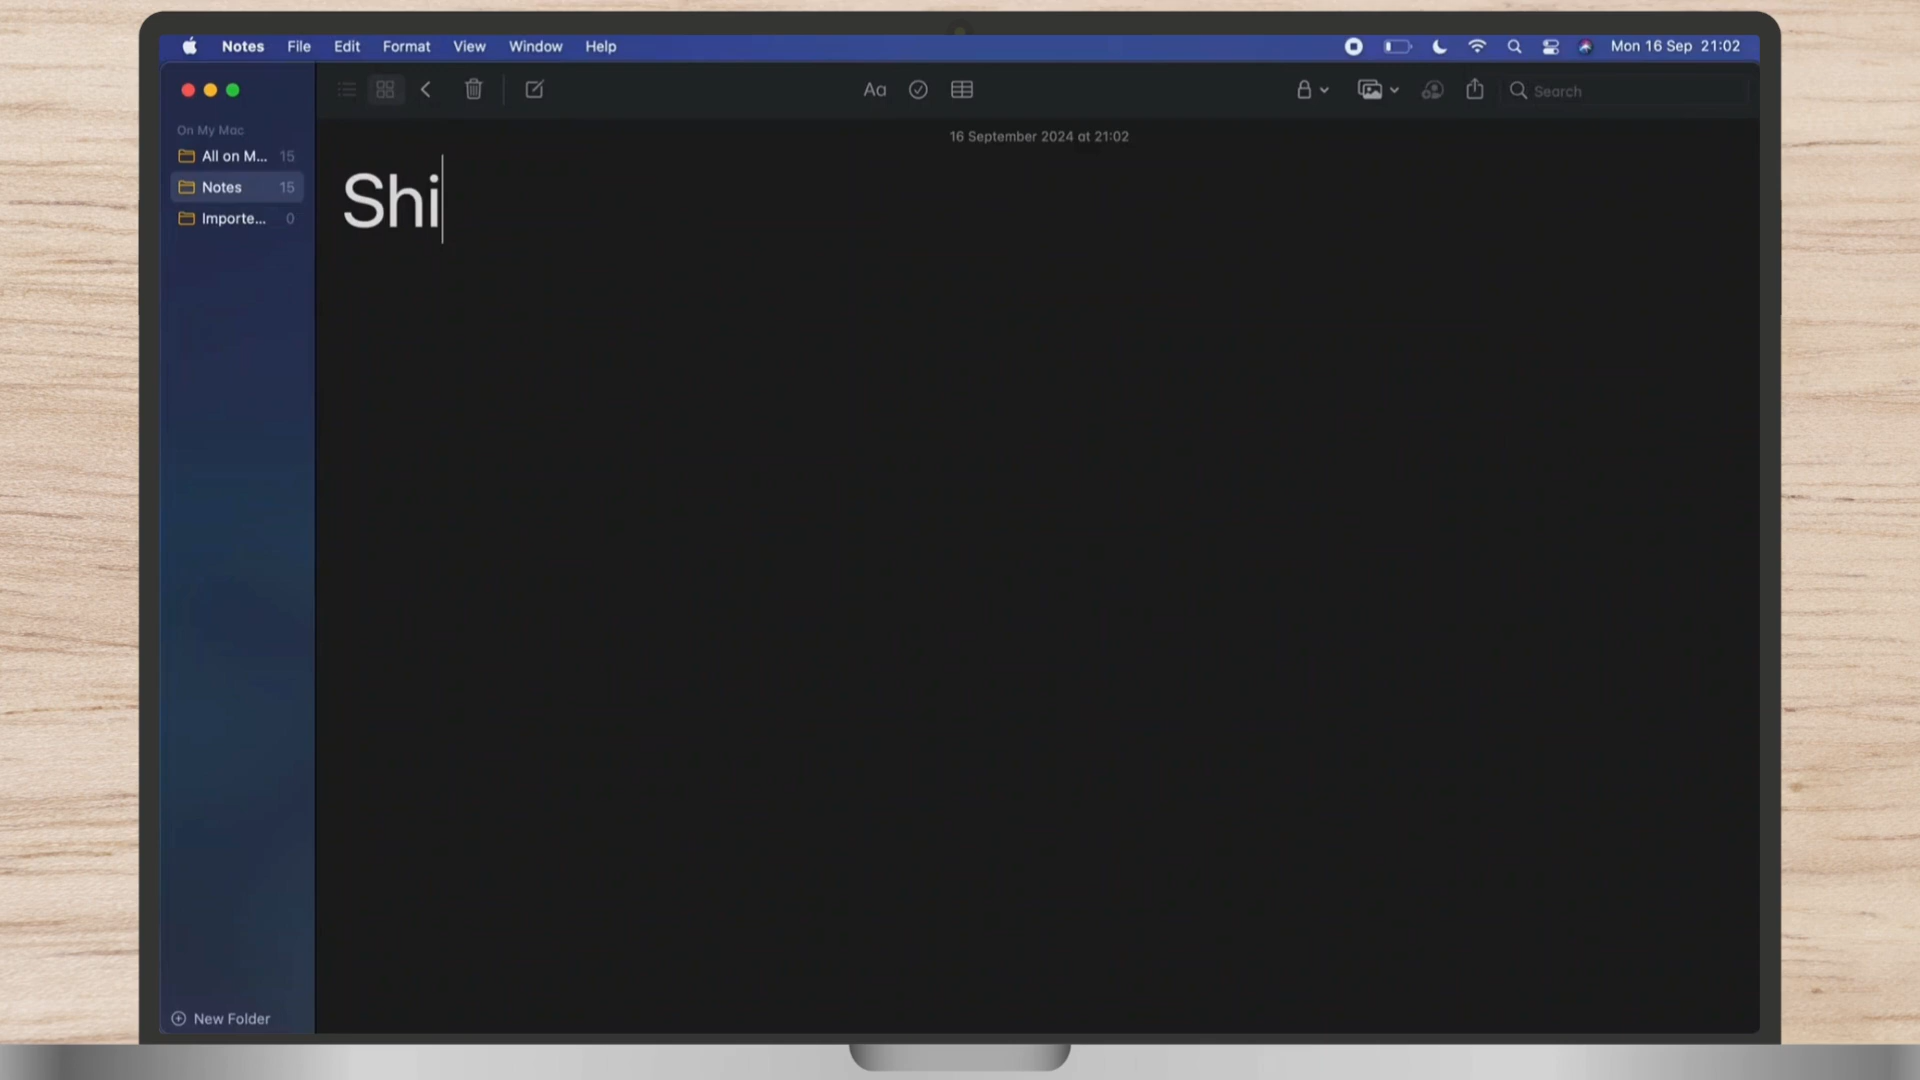 Notes File Edit Format View Window Help Mon 16 Sep 21:02
Aa Search
On My Mac
All on M... 15
Notes 15
Importe... 0
16 September 2024 at 21:02
Shi
New Folder